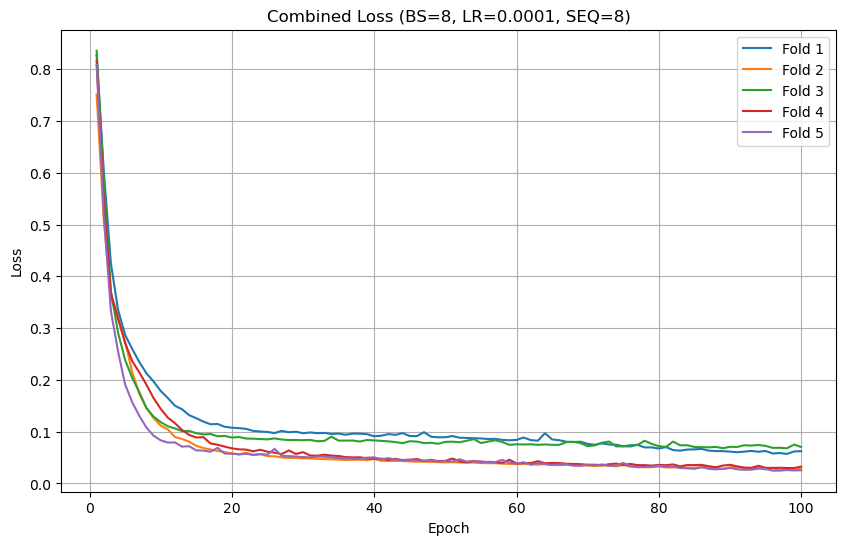 Combined Loss (BS=8, LR=0.0001, SEQ=8)
Fold 1
Fold 2
Fold 3
Fold 4
Fold 5
Loss
0.8
0.7
0.6
0.5
0.4
0.3
0.2
0.1
0.0
0
20
40
60
80
100
Epoch